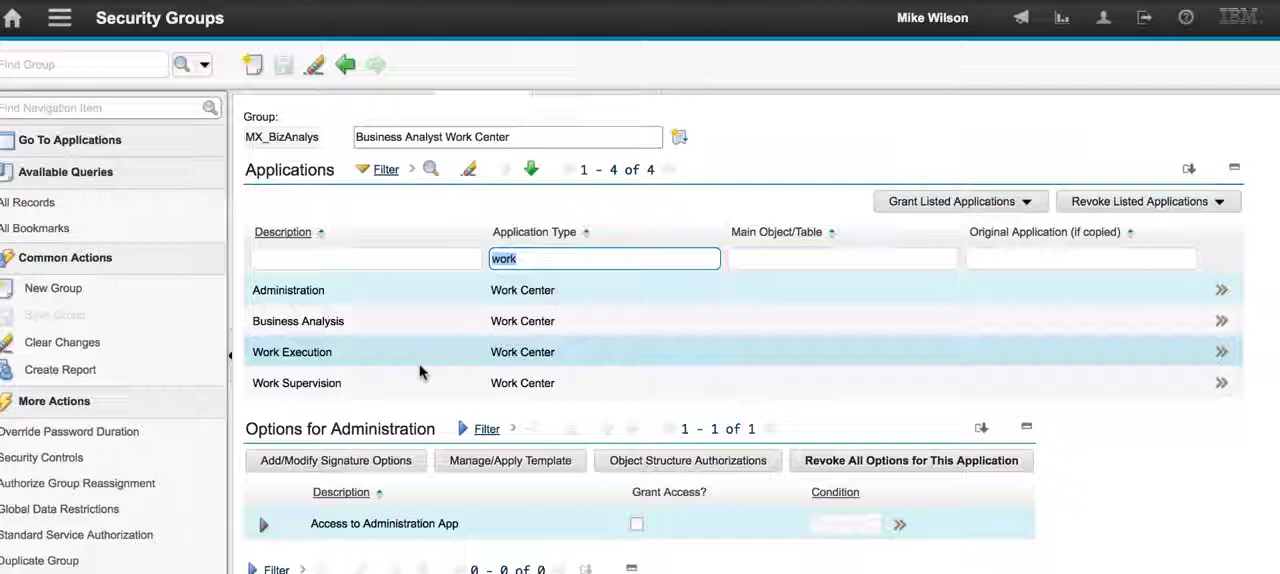 Security Groups
Mike Wilson
IBM.
Find Group
Find Navigation Item
Go To Applications
Available Queries
All Records
All Bookmarks
Common Actions
New Group
Save Group
Clear Changes
Create Report
More Actions
Override Password Duration
Security Controls
Authorize Group Reassignment
Global Data Restrictions
Standard Service Authorization
Duplicate Group
Group:
MX_BizAnalys Business Analyst Work Center
Applications Filter 1 - 4 of 4
Grant Listed Applications Revoke Listed Applications
Description Application Type Main Object/Table Original Application (if copied)
work
Administration Work Center
Business Analysis Work Center
Work Execution Work Center
Work Supervision Work Center
Options for Administration Filter 1 - 1 of 1
Add/Modify Signature Options Manage/Apply Template Object Structure Authorizations Revoke All Options for This Application
Description Grant Access? Condition
Access to Administration App
Filter 0 - 0 of 0